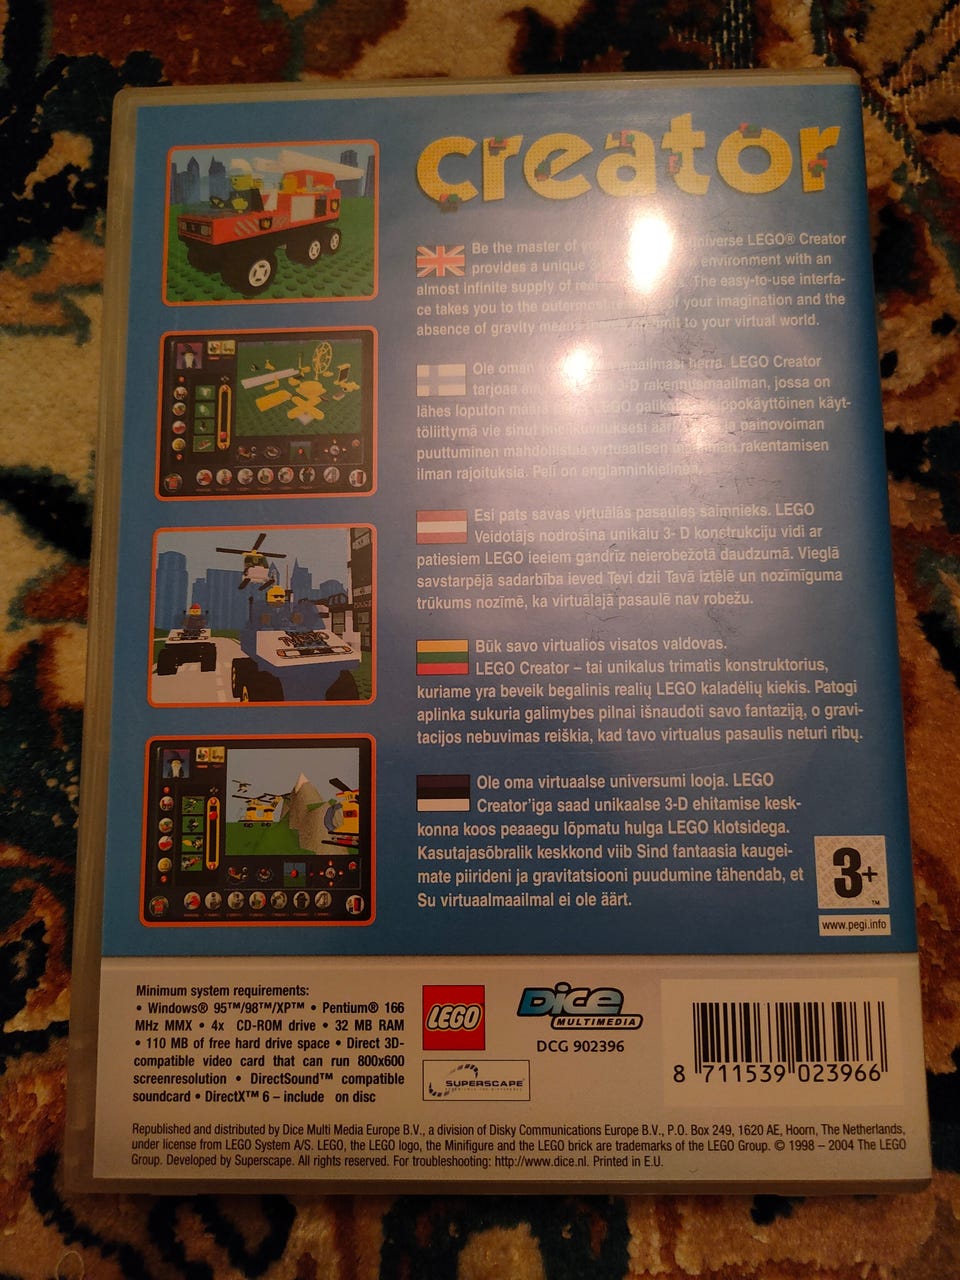 creator
Be the master of universe LEGO® Creator
provides a unique environment with an
almost infinite supply of The easy-to-use interfa-
ce takes you to the outermost of your imagination and the
absence of gravity means to your virtual world.
Ole oman maailmasi herra. LEGO Creator
tarjoaa 3-D rakennusmaailman, jossa on
lähes loputon määrä LEGO käyt-
töliittymä vie sinut mielikuvituksesi ja painovoiman
puuttuminen mahdollistaa virtuaalisen rakentamisen
ilman rajoituksia. Peli on englanninkielinen.
Esi pats savas virtuālās pasaules saimnieks. LEGO
Veidotājs nodrošina unikālu 3- D konstrukciju vidi ar
patiesiem LEGO ieeiem gandrīz neierobežotā daudzumā. Vieglā
savstarpējā sadarbība ieved Tevi dzii Tavā iztēlē un nozīmīguma
trūkums nozīmē, ka virtuālajā pasaulē nav robežu.
Būk savo virtualios visatos valdovas.
LEGO Creator – tai unikalus trimatis konstruktorius,
kuriame yra beveik begalinis realių LEGO kaladėlių kiekis. Patogi
aplinka sukuria galimybes pilnai išnaudoti savo fantaziją, o gravi-
tacijos nebuvimas reiškia, kad tavo virtualus pasaulis neturi ribų.
Ole oma virtuaalse universumi looja. LEGO
Creator'iga saad unikaalse 3-D ehitamise kesk-
konna koos peaaegu lõpmatu hulga LEGO klotsidega.
Kasutajasõbralik keskkond viib Sind fantaasia kaugei-
mate piirideni ja gravitatsiooni puudumine tähendab, et
Su virtuaalmaailmal ei ole äärt.
3+
TM
www.pegi.info
Minimum system requirements:
• Windows® 95™/98™/XP™ • Pentium® 166
MHz MMX • 4x CD-ROM drive • 32 MB RAM
• 110 MB of free hard drive space • Direct 3D-
compatible video card that can run 800x600
screenresolution • DirectSound™ compatible
soundcard • DirectX™ 6 – include on disc
LEGO
SUPERSCAPE
Dice
MULTIMEDIA
DCG 902396
8 711539 023966
Republished and distributed by Dice Multi Media Europe B.V., a division of Disky Communications Europe B.V., P.O. Box 249, 1620 AE, Hoorn, The Netherlands,
under license from LEGO System A/S. LEGO, the LEGO logo, the Minifigure and the LEGO brick are trademarks of the LEGO Group. © 1998 – 2004 The LEGO
Group. Developed by Superscape. All rights reserved. For troubleshooting: http://www.dice.nl. Printed in E.U.